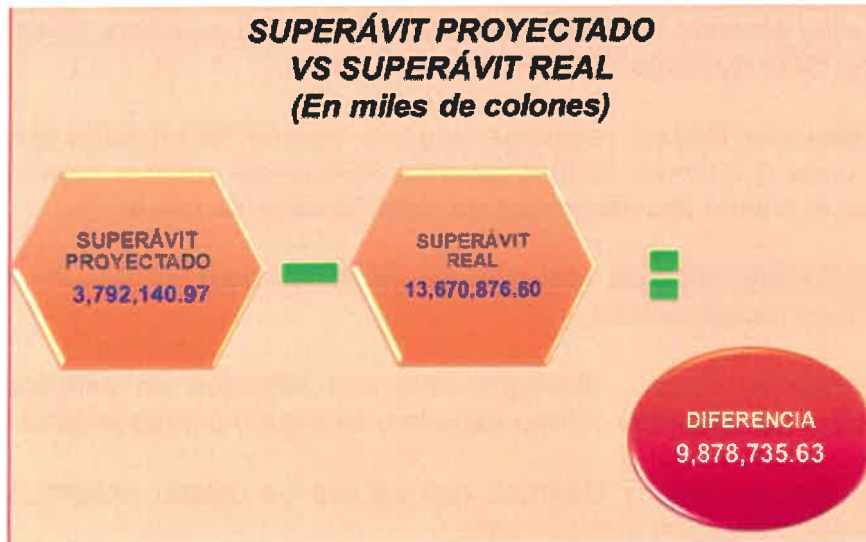 SUPERÁVIT PROYECTADO
VS SUPERÁVIT REAL
(En miles de colones)
SUPERÁVIT
PROYECTADO
3,792,140.97
SUPERÁVIT
REAL
13,670,876.60
DIFERENCIA
9,878,735.63